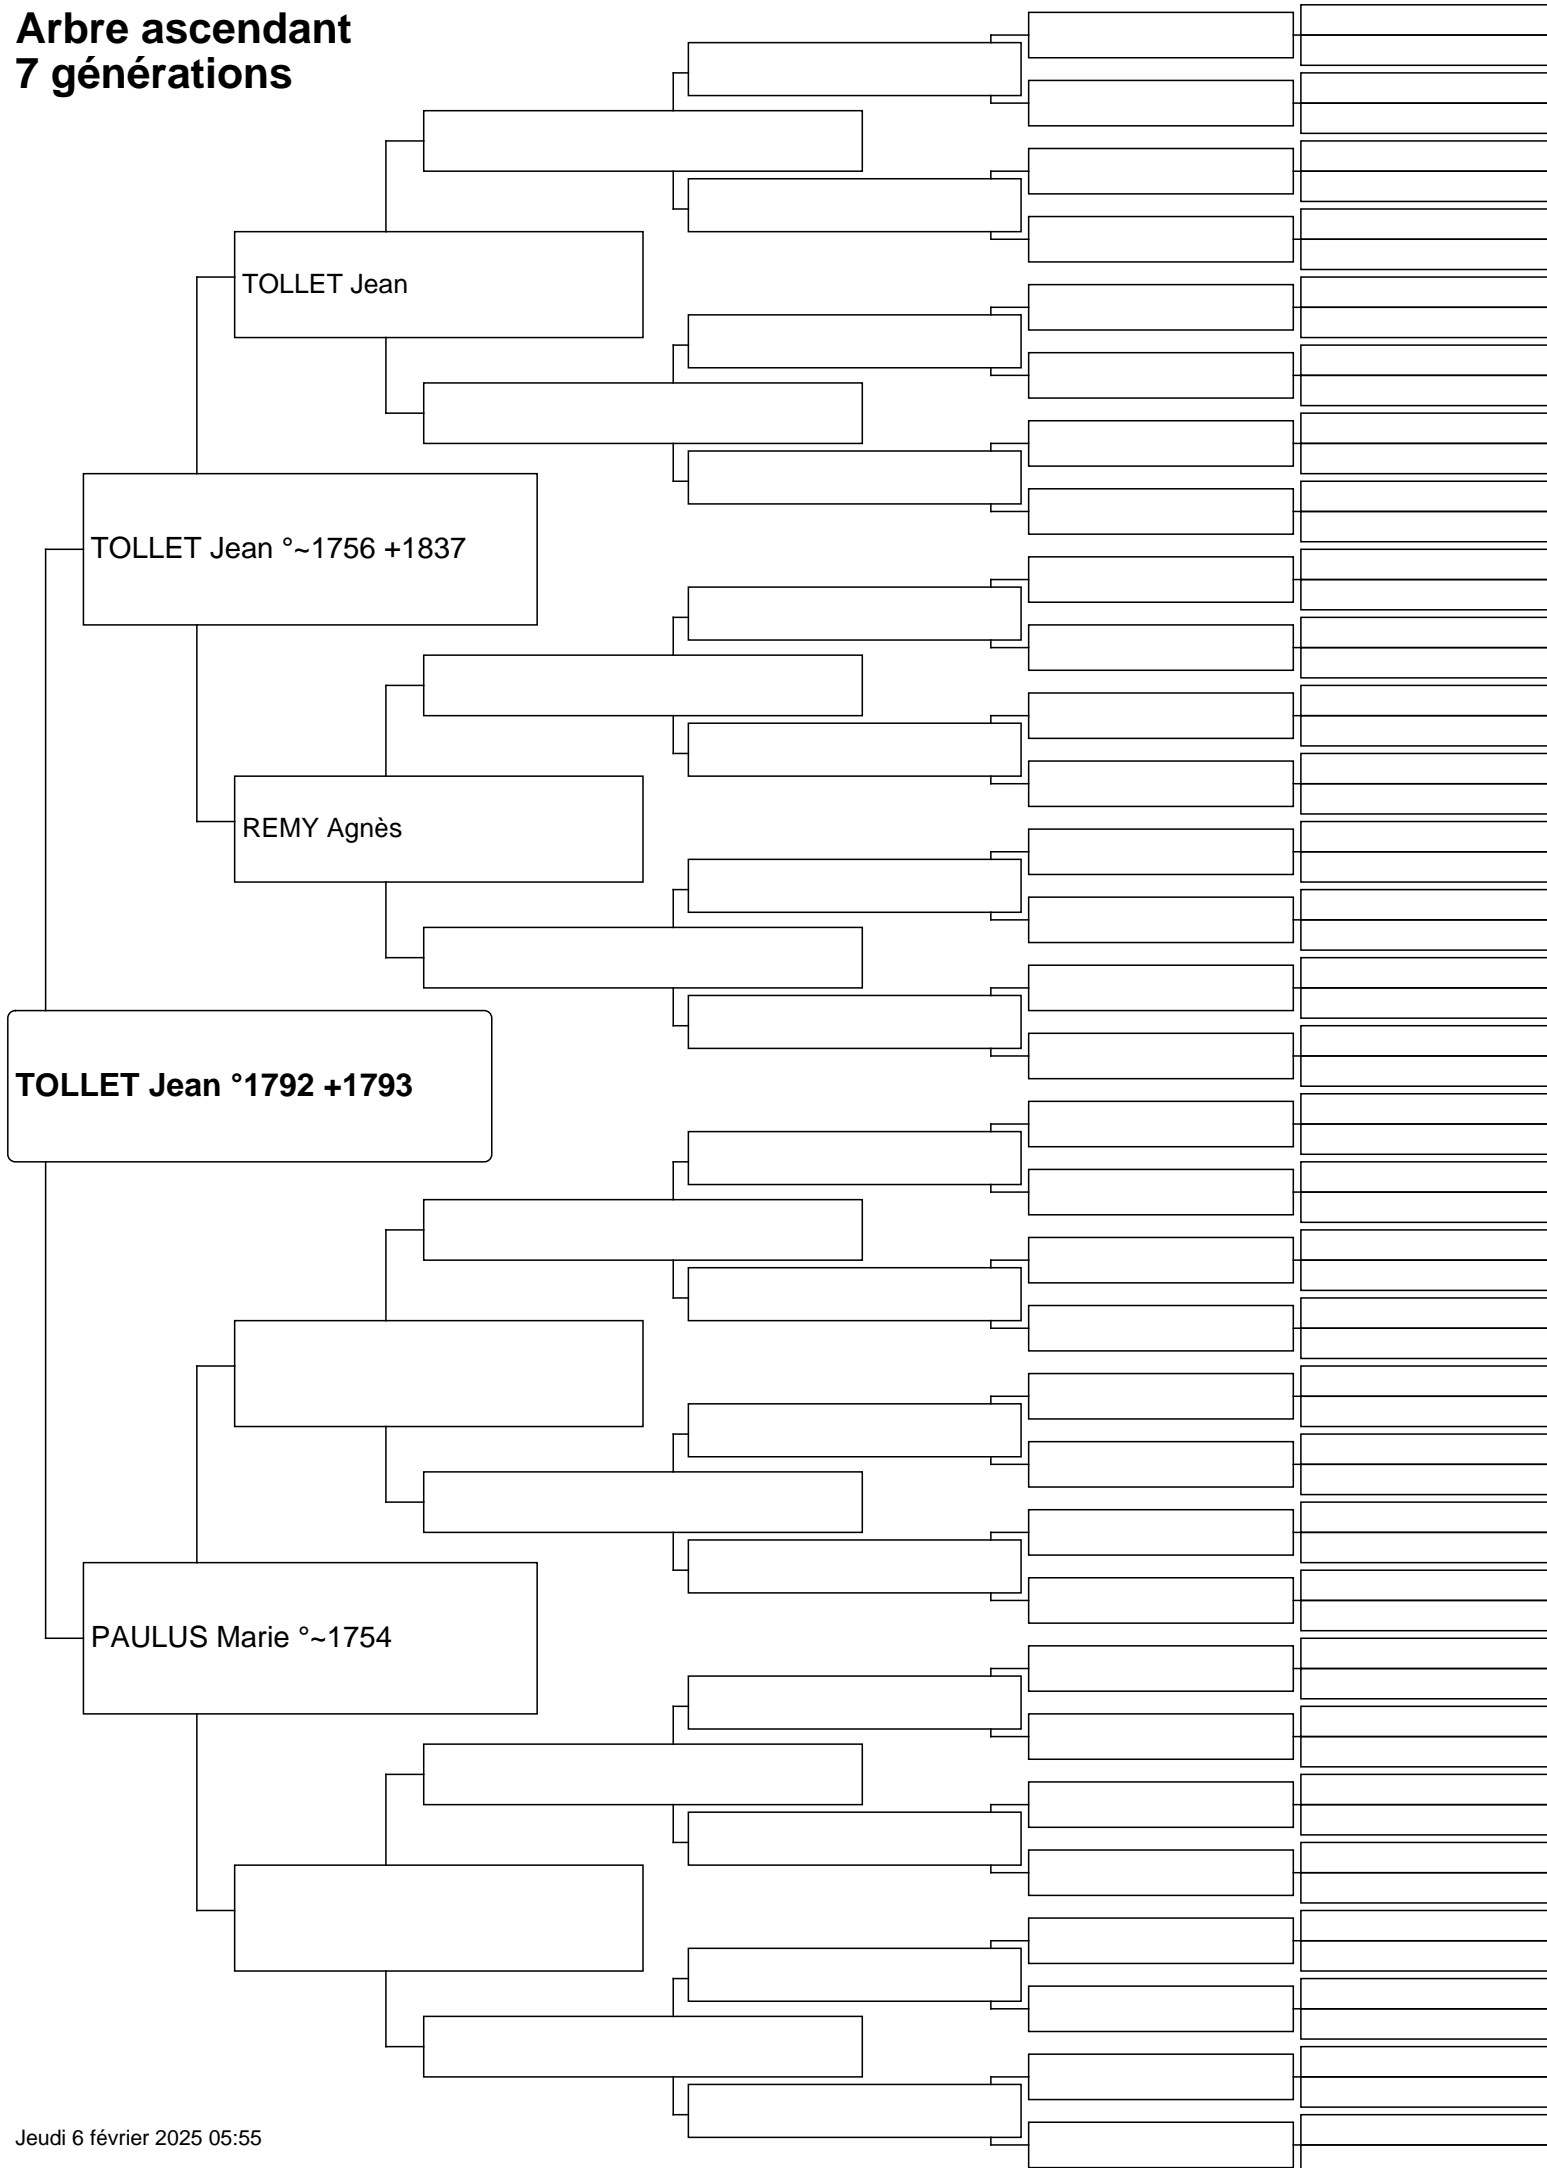 Arbre ascendant
7 générations
TOLLET Jean
TOLLET Jean °~1756 +1837
REMY Agnès
TOLLET Jean °1792 +1793
PAULUS Marie °~1754
Jeudi 6 février 2025 05:55